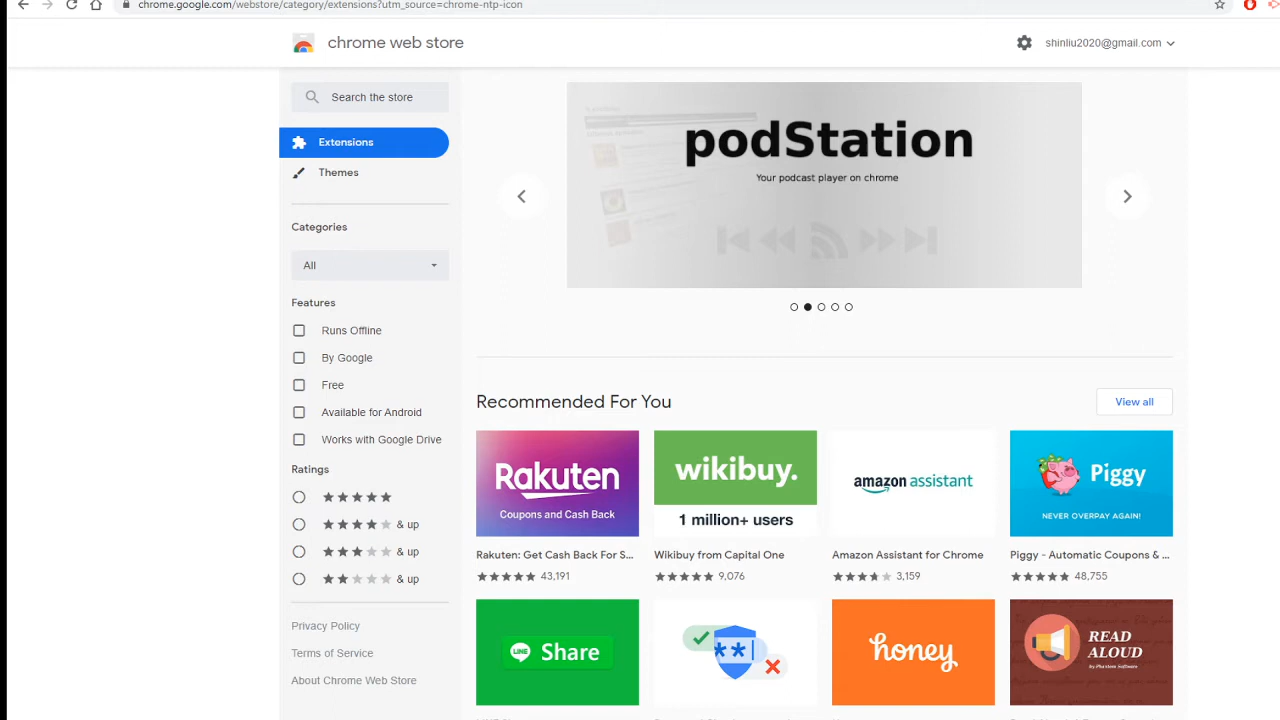 chrome.google.com/webstore/category/extensions?utm_source=chrome-ntp-icon
chrome web store
shinliu2020@gmail.com
Search the store
Extensions
Themes
Categories
All
Features
Runs Offline
By Google
Free
Available for Android
Works with Google Drive
Ratings
& up
& up
& up
Privacy Policy
Terms of Service
About Chrome Web Store
podStation
Your podcast player on chrome
Recommended For You
View all
Rakuten
Coupons and Cash Back
wikibuy.
1 million+ users
amazon assistant
Piggy
NEVER OVERPAY AGAIN!
Rakuten: Get Cash Back For S...
Wikibuy from Capital One
Amazon Assistant for Chrome
Piggy - Automatic Coupons & ...
43,191
9,076
3,159
48,755
LINE
Share
**|
honey
READ
ALOUD